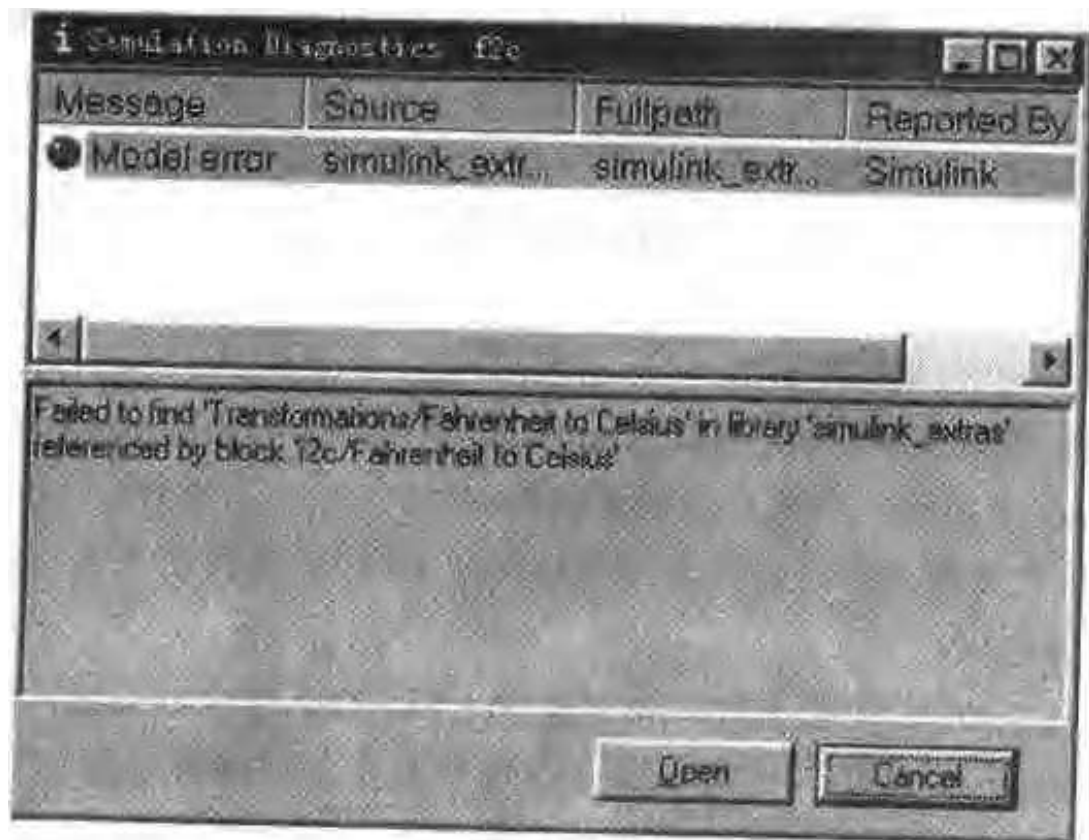 Simulation Diagnostics f2c
Message Source Fullpath Reported By
Model error simulink_extr... simulink_extr... Simulink
Failed to find 'Transformations/Fahrenheit to Celsius' in library 'simulink_extras'
referenced by block 'f2c/Fahrenheit to Celsius'
Open Cancel